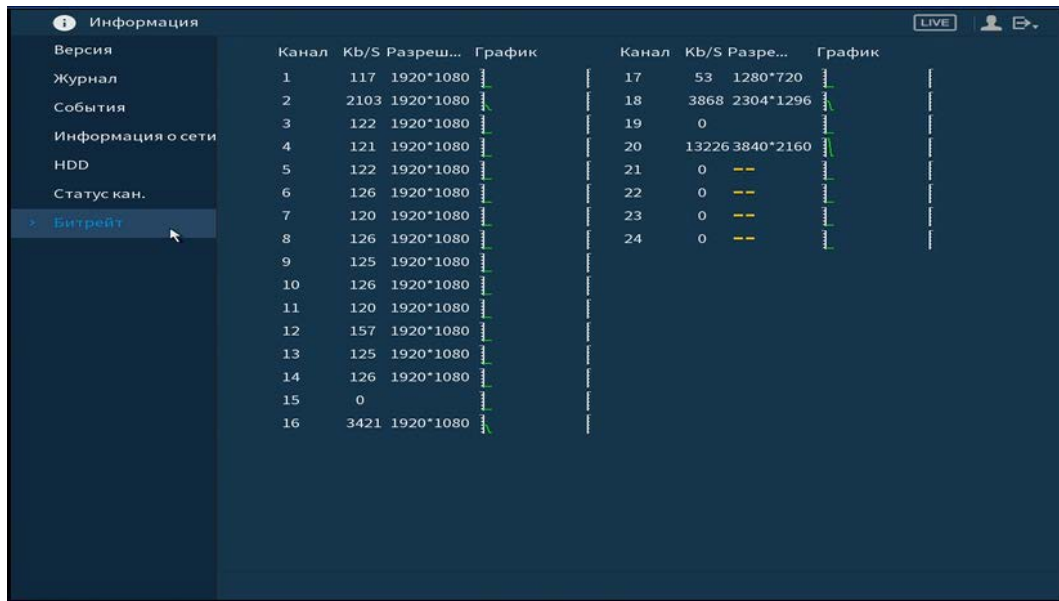 Информация LIVE
Версия
Журнал
События
Информация о сети
HDD
Статус кан.
Битрейт
Канал Kb/S Разреш... График Канал Kb/S Разре... График
1 117 1920*1080 17 53 1280*720
2 2103 1920*1080 18 3868 2304*1296
3 122 1920*1080 19 0
4 121 1920*1080 20 13226 3840*2160
5 122 1920*1080 21 0 --
6 126 1920*1080 22 0 --
7 120 1920*1080 23 0 --
8 126 1920*1080 24 0 --
9 125 1920*1080
10 126 1920*1080
11 120 1920*1080
12 157 1920*1080
13 125 1920*1080
14 126 1920*1080
15 0
16 3421 1920*1080